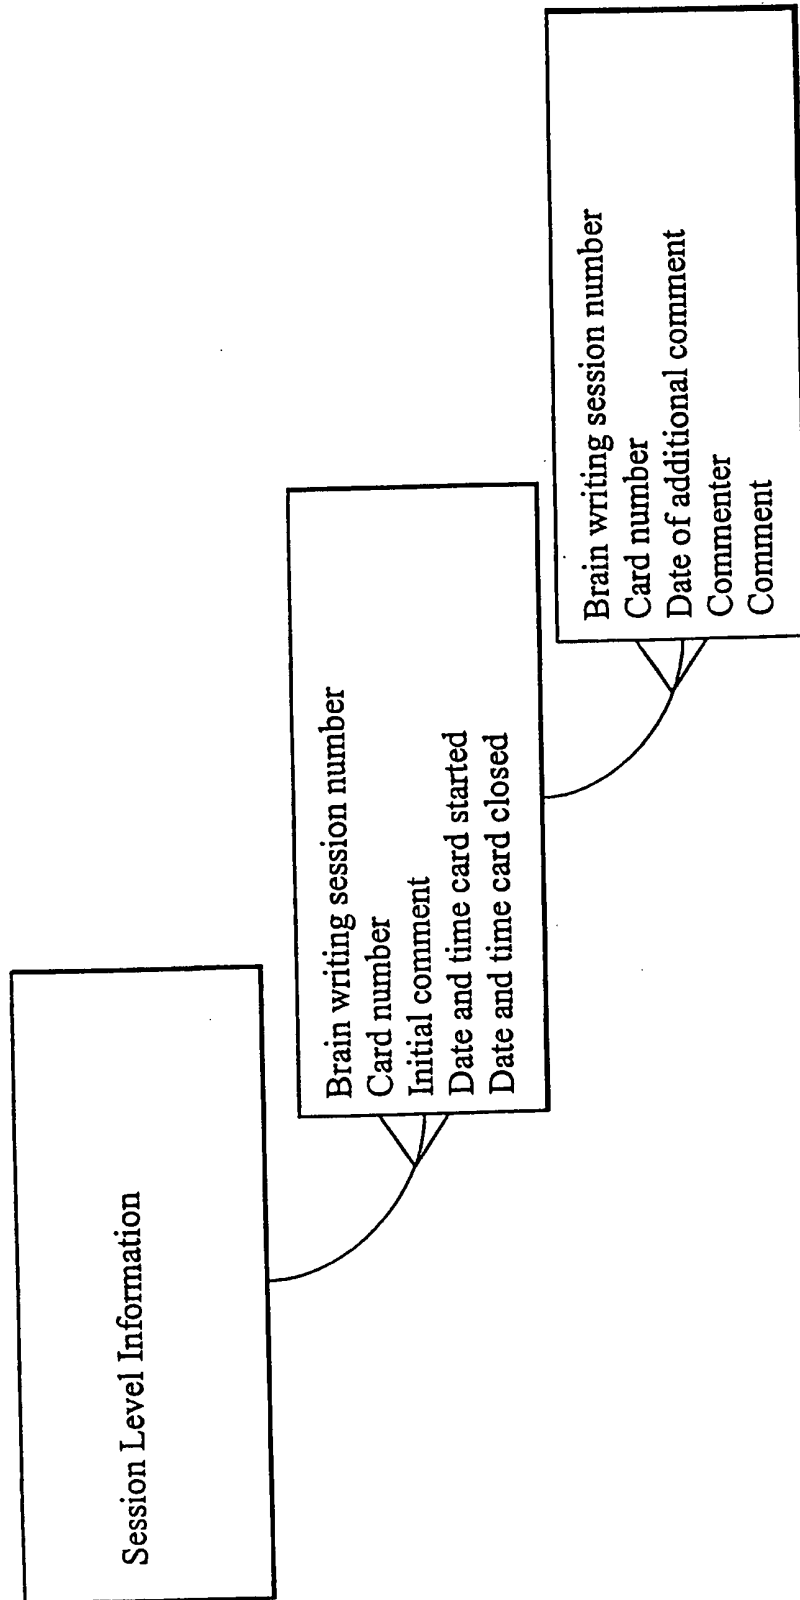 Session Level Information
Brain writing session number
Card number
Initial comment
Date and time card started
Date and time card closed
Brain writing session number
Card number
Date of additional comment
Commenter
Comment